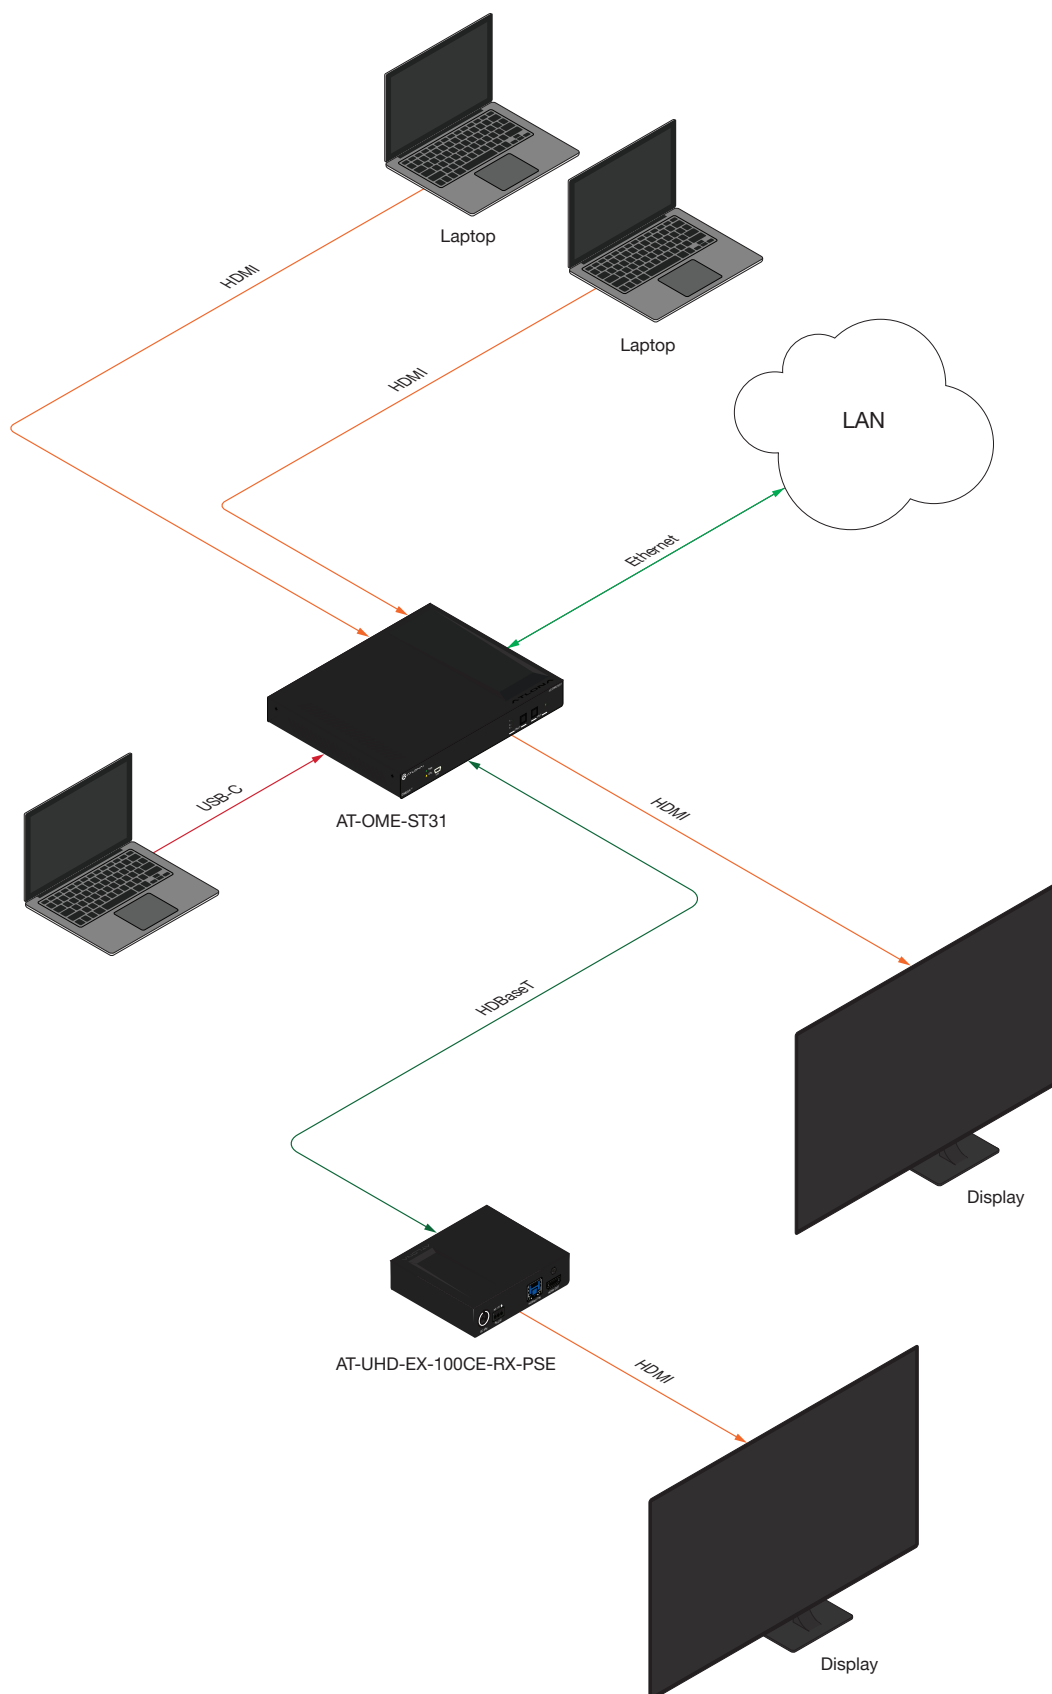 Laptop
HDMI
Laptop
HDMI
LAN
Ethernet
ATLONA
AT-OME-ST31
USB-C
HDMI
HDBaseT
Display
AT-UHD-EX-100CE-RX-PSE
HDMI
Display